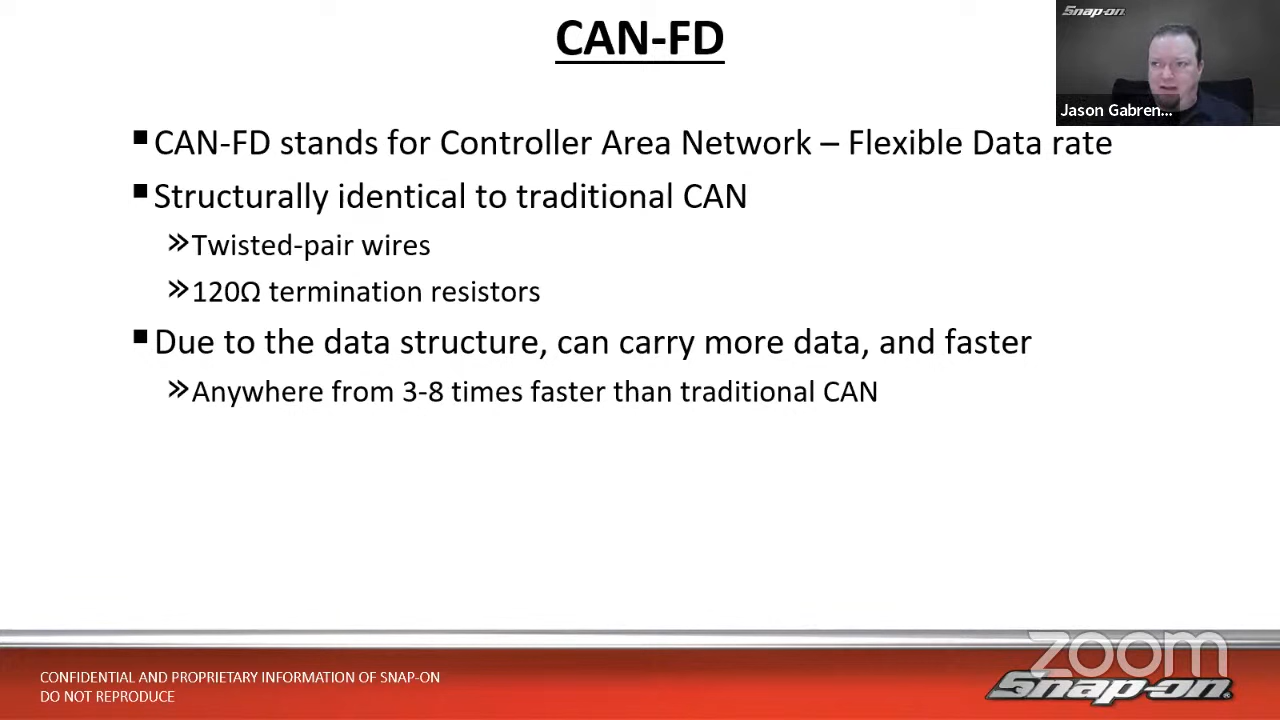 CAN-FD
Snap-on
Jason Gabren...
▪ CAN-FD stands for Controller Area Network – Flexible Data rate
▪ Structurally identical to traditional CAN
» Twisted-pair wires
» 120Ω termination resistors
▪ Due to the data structure, can carry more data, and faster
» Anywhere from 3-8 times faster than traditional CAN
CONFIDENTIAL AND PROPRIETARY INFORMATION OF SNAP-ON
DO NOT REPRODUCE
zoom
Snap-on